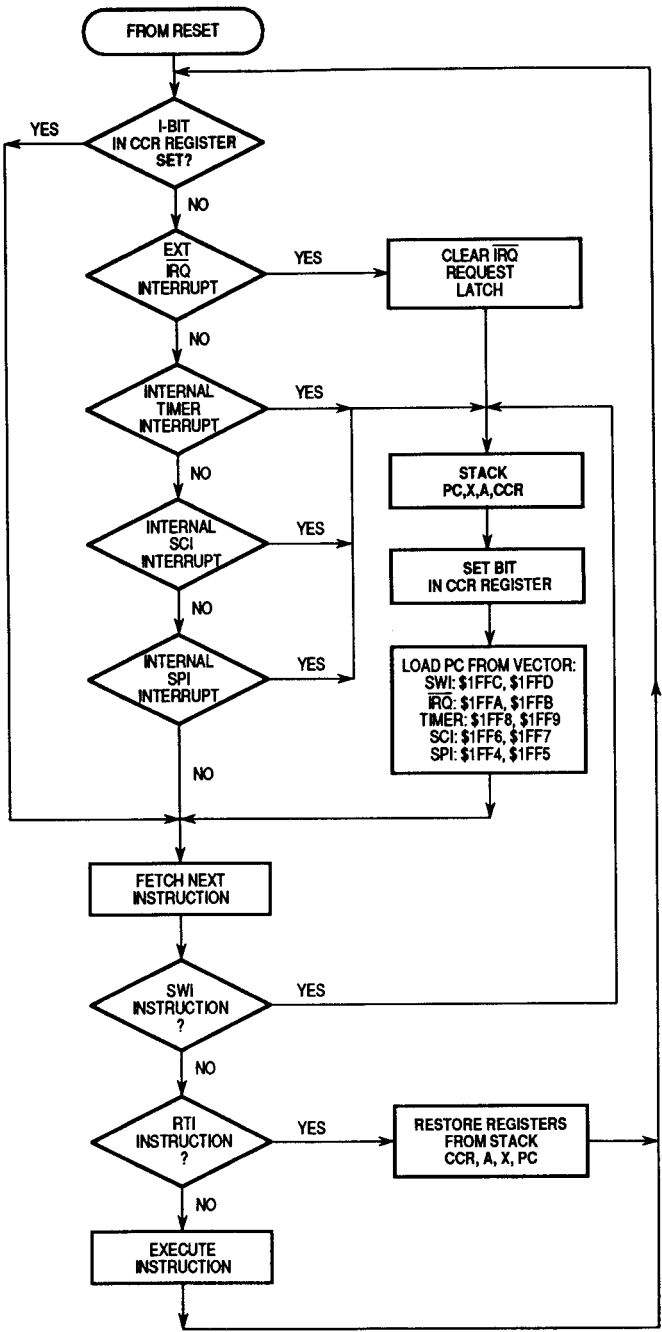 FROM RESET
I-BIT
IN CCR REGISTER
SET?
YES
NO
EXT
IRQ
INTERRUPT
YES
CLEAR IRQ
REQUEST
LATCH
NO
INTERNAL
TIMER
INTERRUPT
YES
NO
STACK
PC,X,A,CCR
INTERNAL
SCI
INTERRUPT
YES
SET BIT
IN CCR REGISTER
NO
INTERNAL
SPI
INTERRUPT
YES
LOAD PC FROM VECTOR:
SWI: $1FFC, $1FFD
IRQ: $1FFA, $1FFB
TIMER: $1FF8, $1FF9
SCI: $1FF6, $1FF7
SPI: $1FF4, $1FF5
NO
FETCH NEXT
INSTRUCTION
SWI
INSTRUCTION
?
YES
NO
RTI
INSTRUCTION
?
YES
RESTORE REGISTERS
FROM STACK
CCR, A, X, PC
NO
EXECUTE
INSTRUCTION